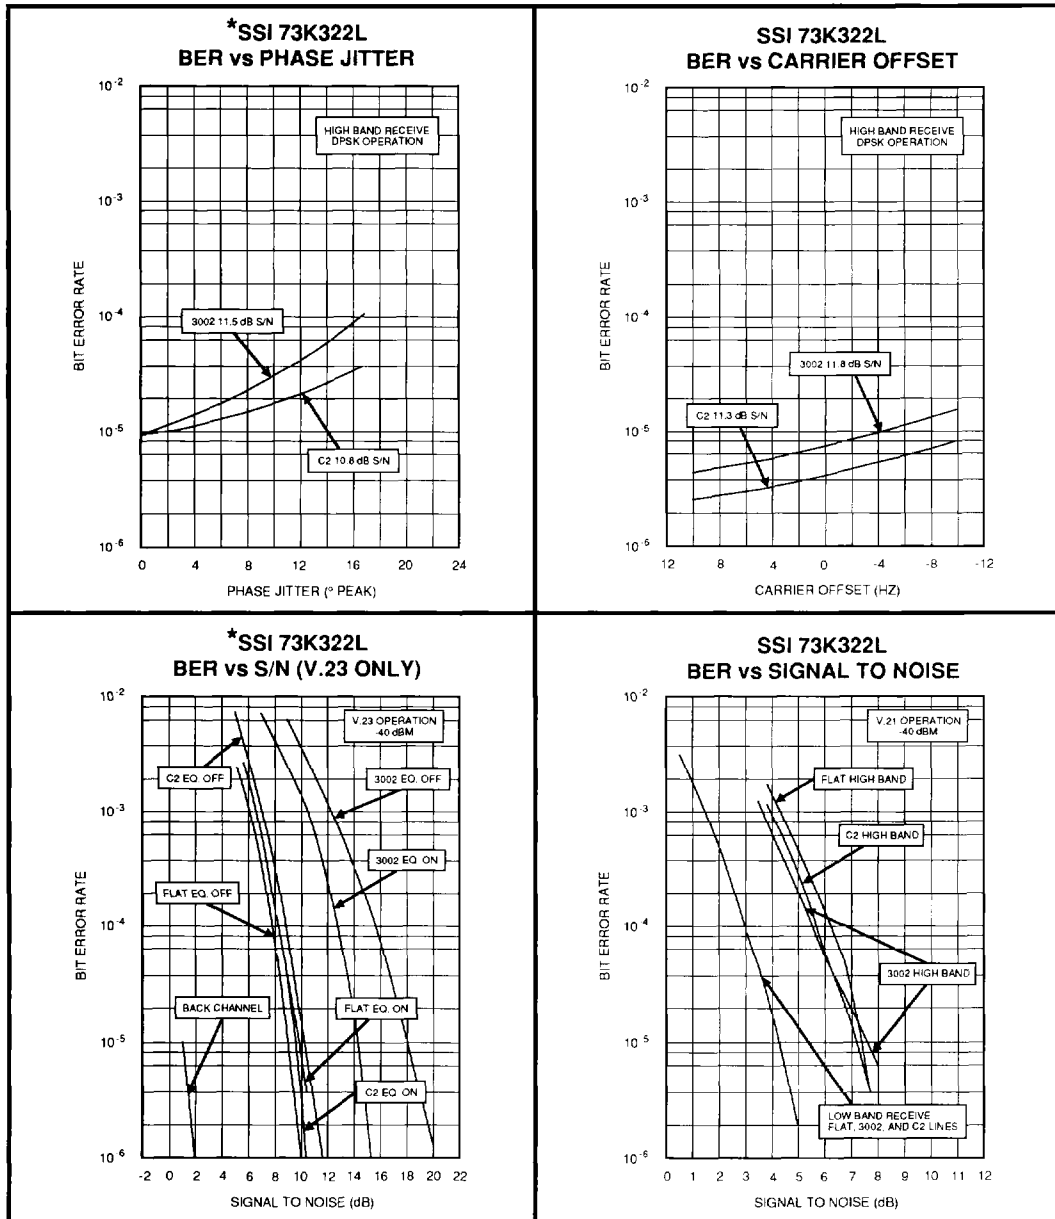 *SSI 73K322L
BER vs PHASE JITTER
HIGH BAND RECEIVE
DPSK OPERATION
BIT ERROR RATE
10-2
10-3
10-4
10-5
10-6
3002 11.5 dB S/N
C2 10.8 dB S/N
0 4 8 10 12 16 20 24
PHASE JITTER (° PEAK)
SSI 73K322L
BER vs CARRIER OFFSET
HIGH BAND RECEIVE
DPSK OPERATION
BIT ERROR RATE
10-2
10-3
10-4
10-5
10-6
3002 11.8 dB S/N
C2 11.3 dB S/N
12 8 4 0 -4 -8 -12
CARRIER OFFSET (HZ)
*SSI 73K322L
BER vs S/N (V.23 ONLY)
V.23 OPERATION
-40 dBM
BIT ERROR RATE
10-2
10-3
10-4
10-5
10-6
C2 EQ. OFF
3002 EQ. OFF
3002 EQ. ON
FLAT EQ. OFF
BACK CHANNEL
FLAT EQ. ON
C2 EQ. ON
-2 0 2 4 6 8 10 12 14 16 18 20 22
SIGNAL TO NOISE (dB)
SSI 73K322L
BER vs SIGNAL TO NOISE
V.21 OPERATION
-40 dBM
BIT ERROR RATE
10-2
10-3
10-4
10-5
10-6
FLAT HIGH BAND
C2 HIGH BAND
3002 HIGH BAND
LOW BAND RECEIVE
FLAT, 3002, AND C2 LINES
0 1 2 3 4 5 6 7 8 9 10 11 12
SIGNAL TO NOISE (dB)